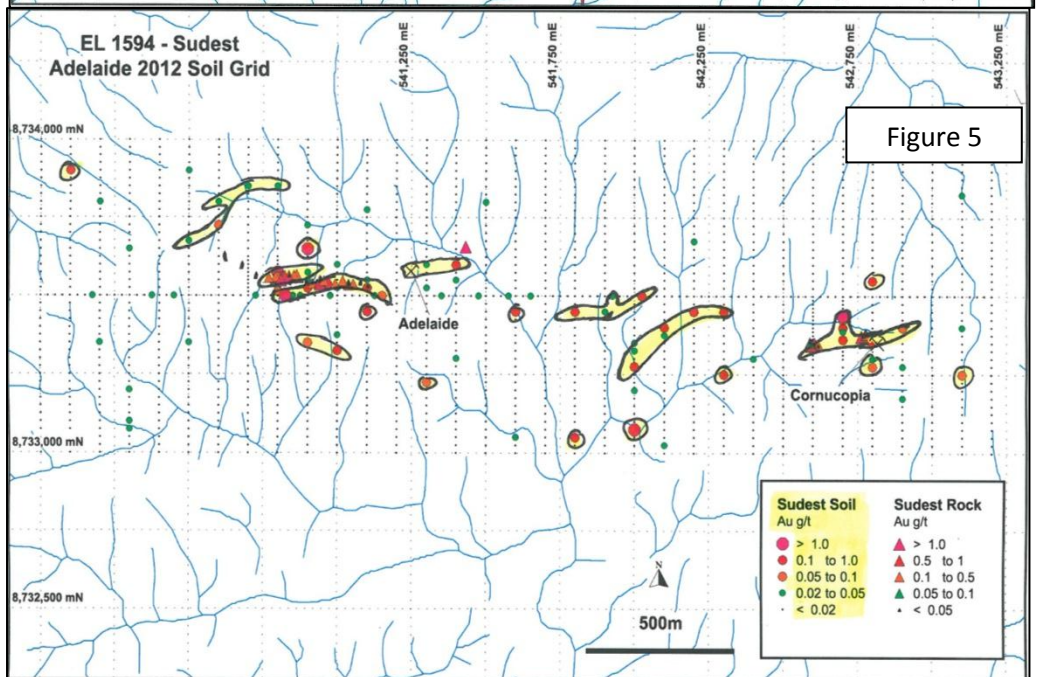 EL 1594 - Sudest
Adelaide 2012 Soil Grid
541,250 mE
541,750 mE
542,250 mE
542,750 mE
543,250 mE
8,734,000 mN
Figure 5
Adelaide
Cornucopia
8,733,000 mN
Sudest Soil
Au g/t
> 1.0
0.1 to 1.0
0.05 to 0.1
0.02 to 0.05
< 0.02
Sudest Rock
Au g/t
> 1.0
0.5 to 1
0.1 to 0.5
0.05 to 0.1
< 0.05
N
8,732,500 mN
500m